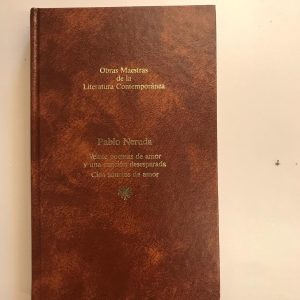 Obras Maestras
de la
Literatura Contemporánea
Pablo Neruda
Veinte poemas de amor
y una canción desesperada
Cien sonetos de amor